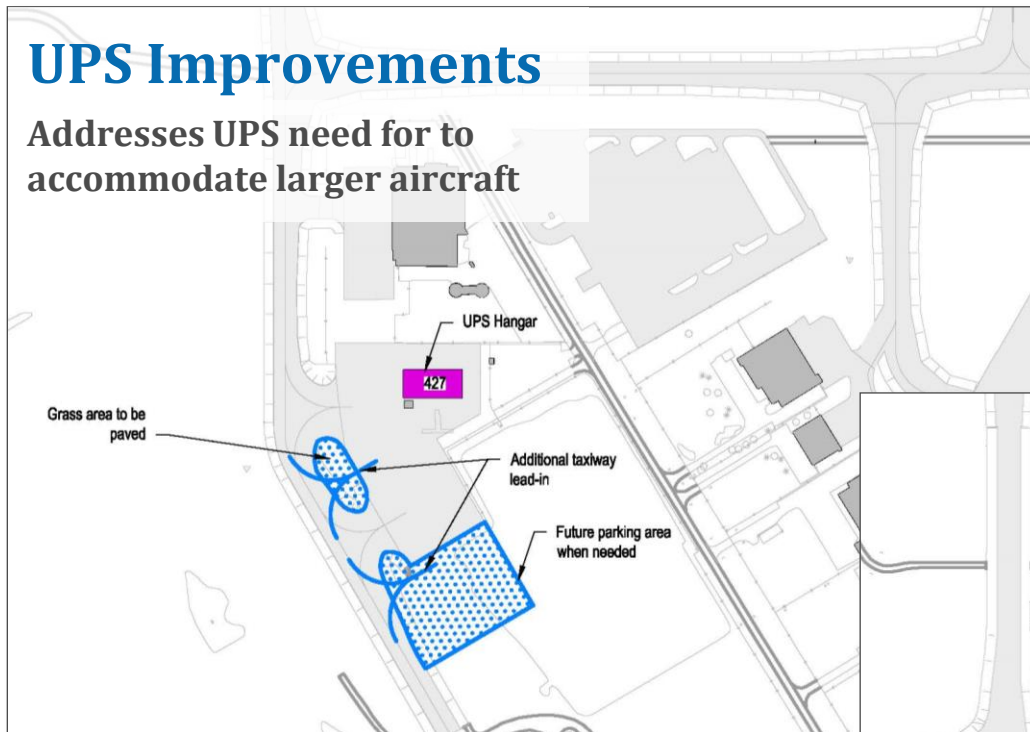 UPS Improvements
Addresses UPS need for to
accommodate larger aircraft
UPS Hangar
427
Grass area to be
paved
Additional taxiway
lead-in
Future parking area
when needed